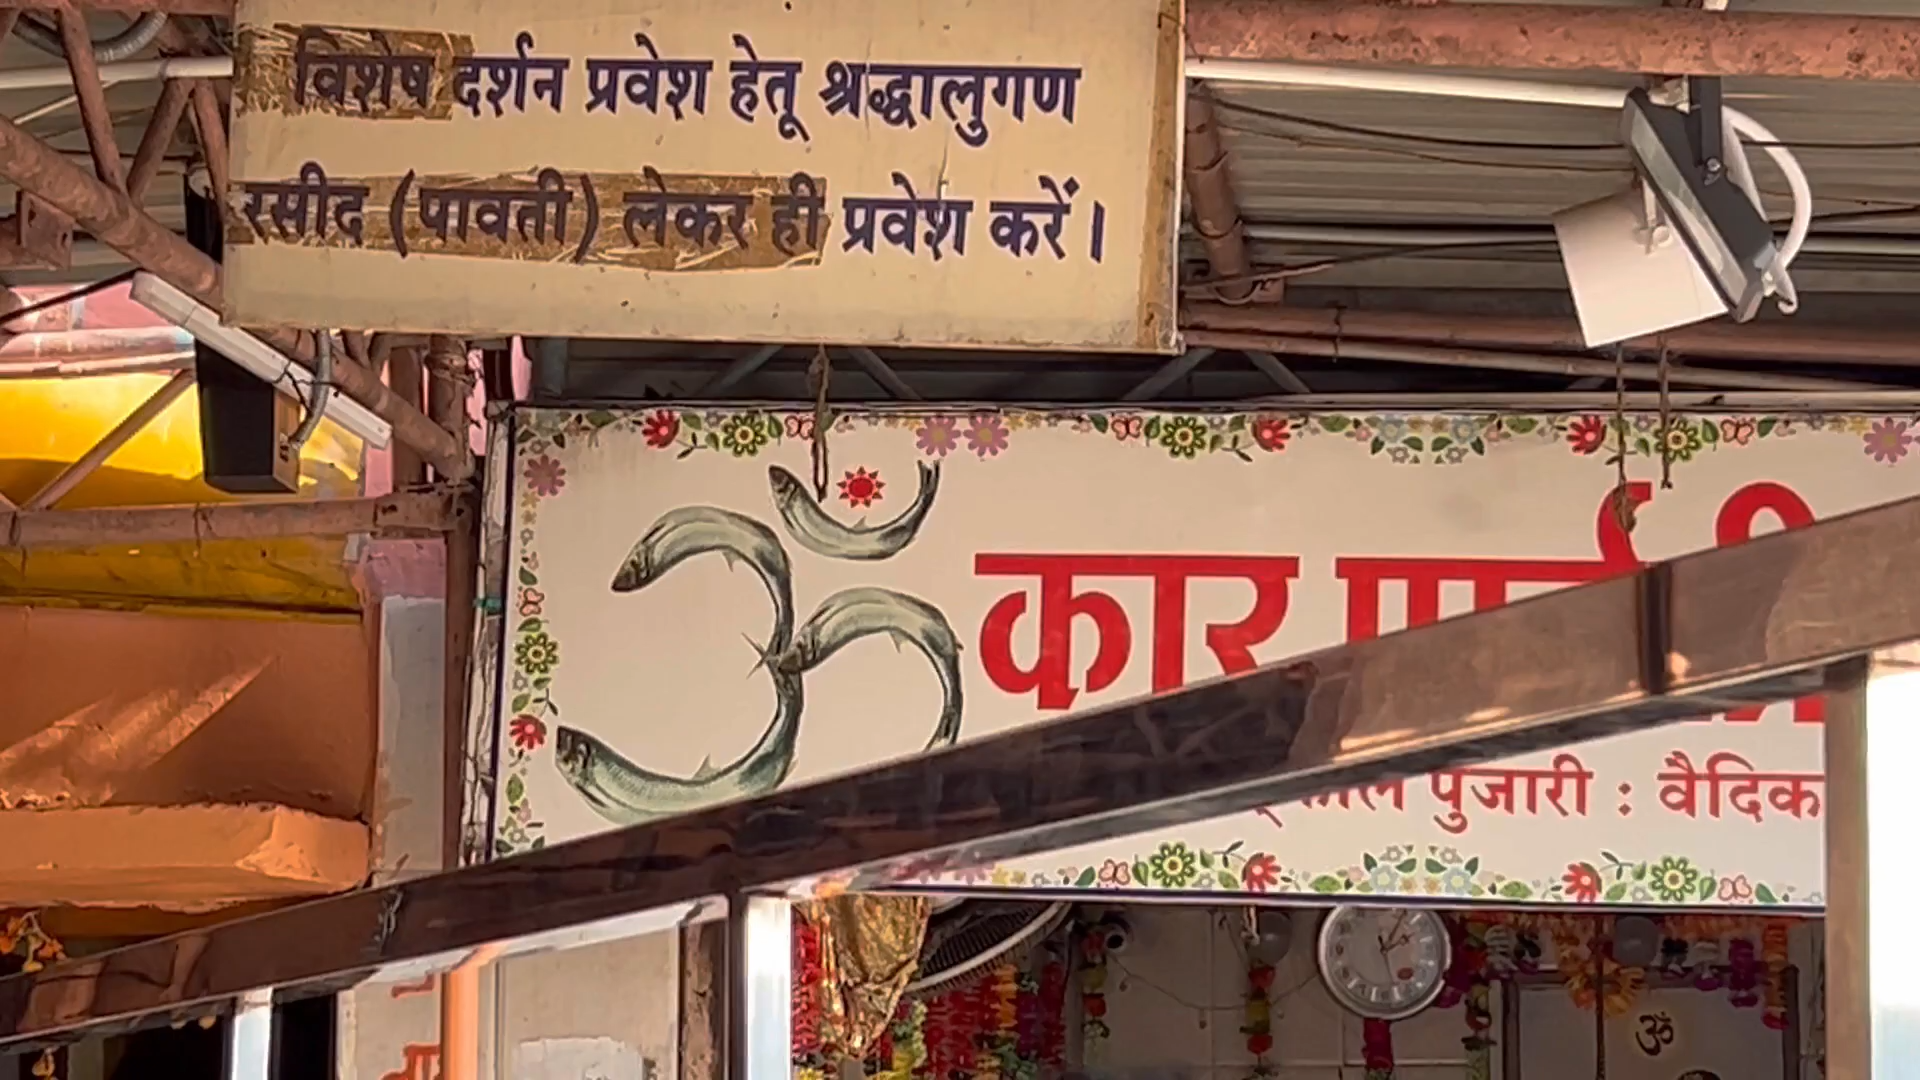 विशेष दर्शन प्रवेश हेतू श्रद्धालुगण
रसीद (पावती) लेकर ही प्रवेश करें।
ॐ कार
पुजारी : वैदिक
ॐ